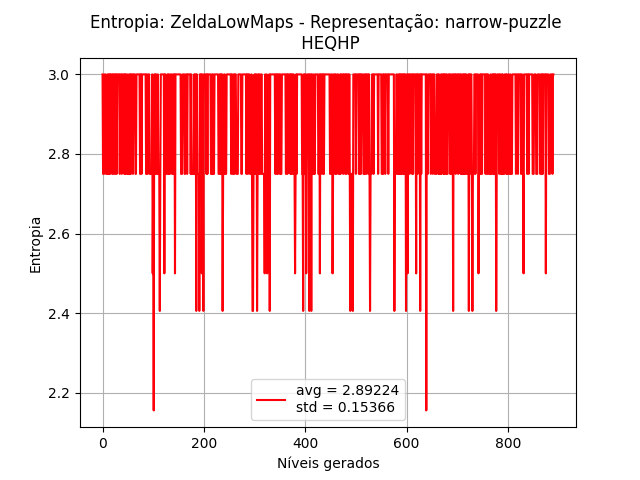 Entropia: ZeldaLowMaps - Representação: narrow-puzzle
HEQHP
3.0
2.8
2.6
2.4
2.2
Entropia
avg = 2.89224
std = 0.15366
0
200
400
600
800
Níveis gerados